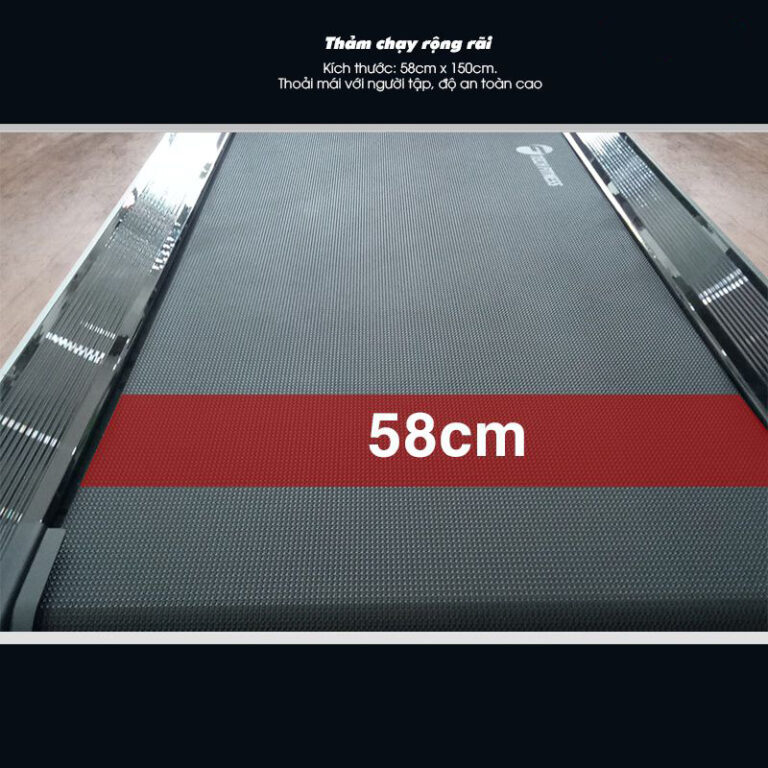 Thảm chạy rộng rãi
Kích thước: 58cm x 150cm.
Thoải mái với người tập, độ an toàn cao
58cm